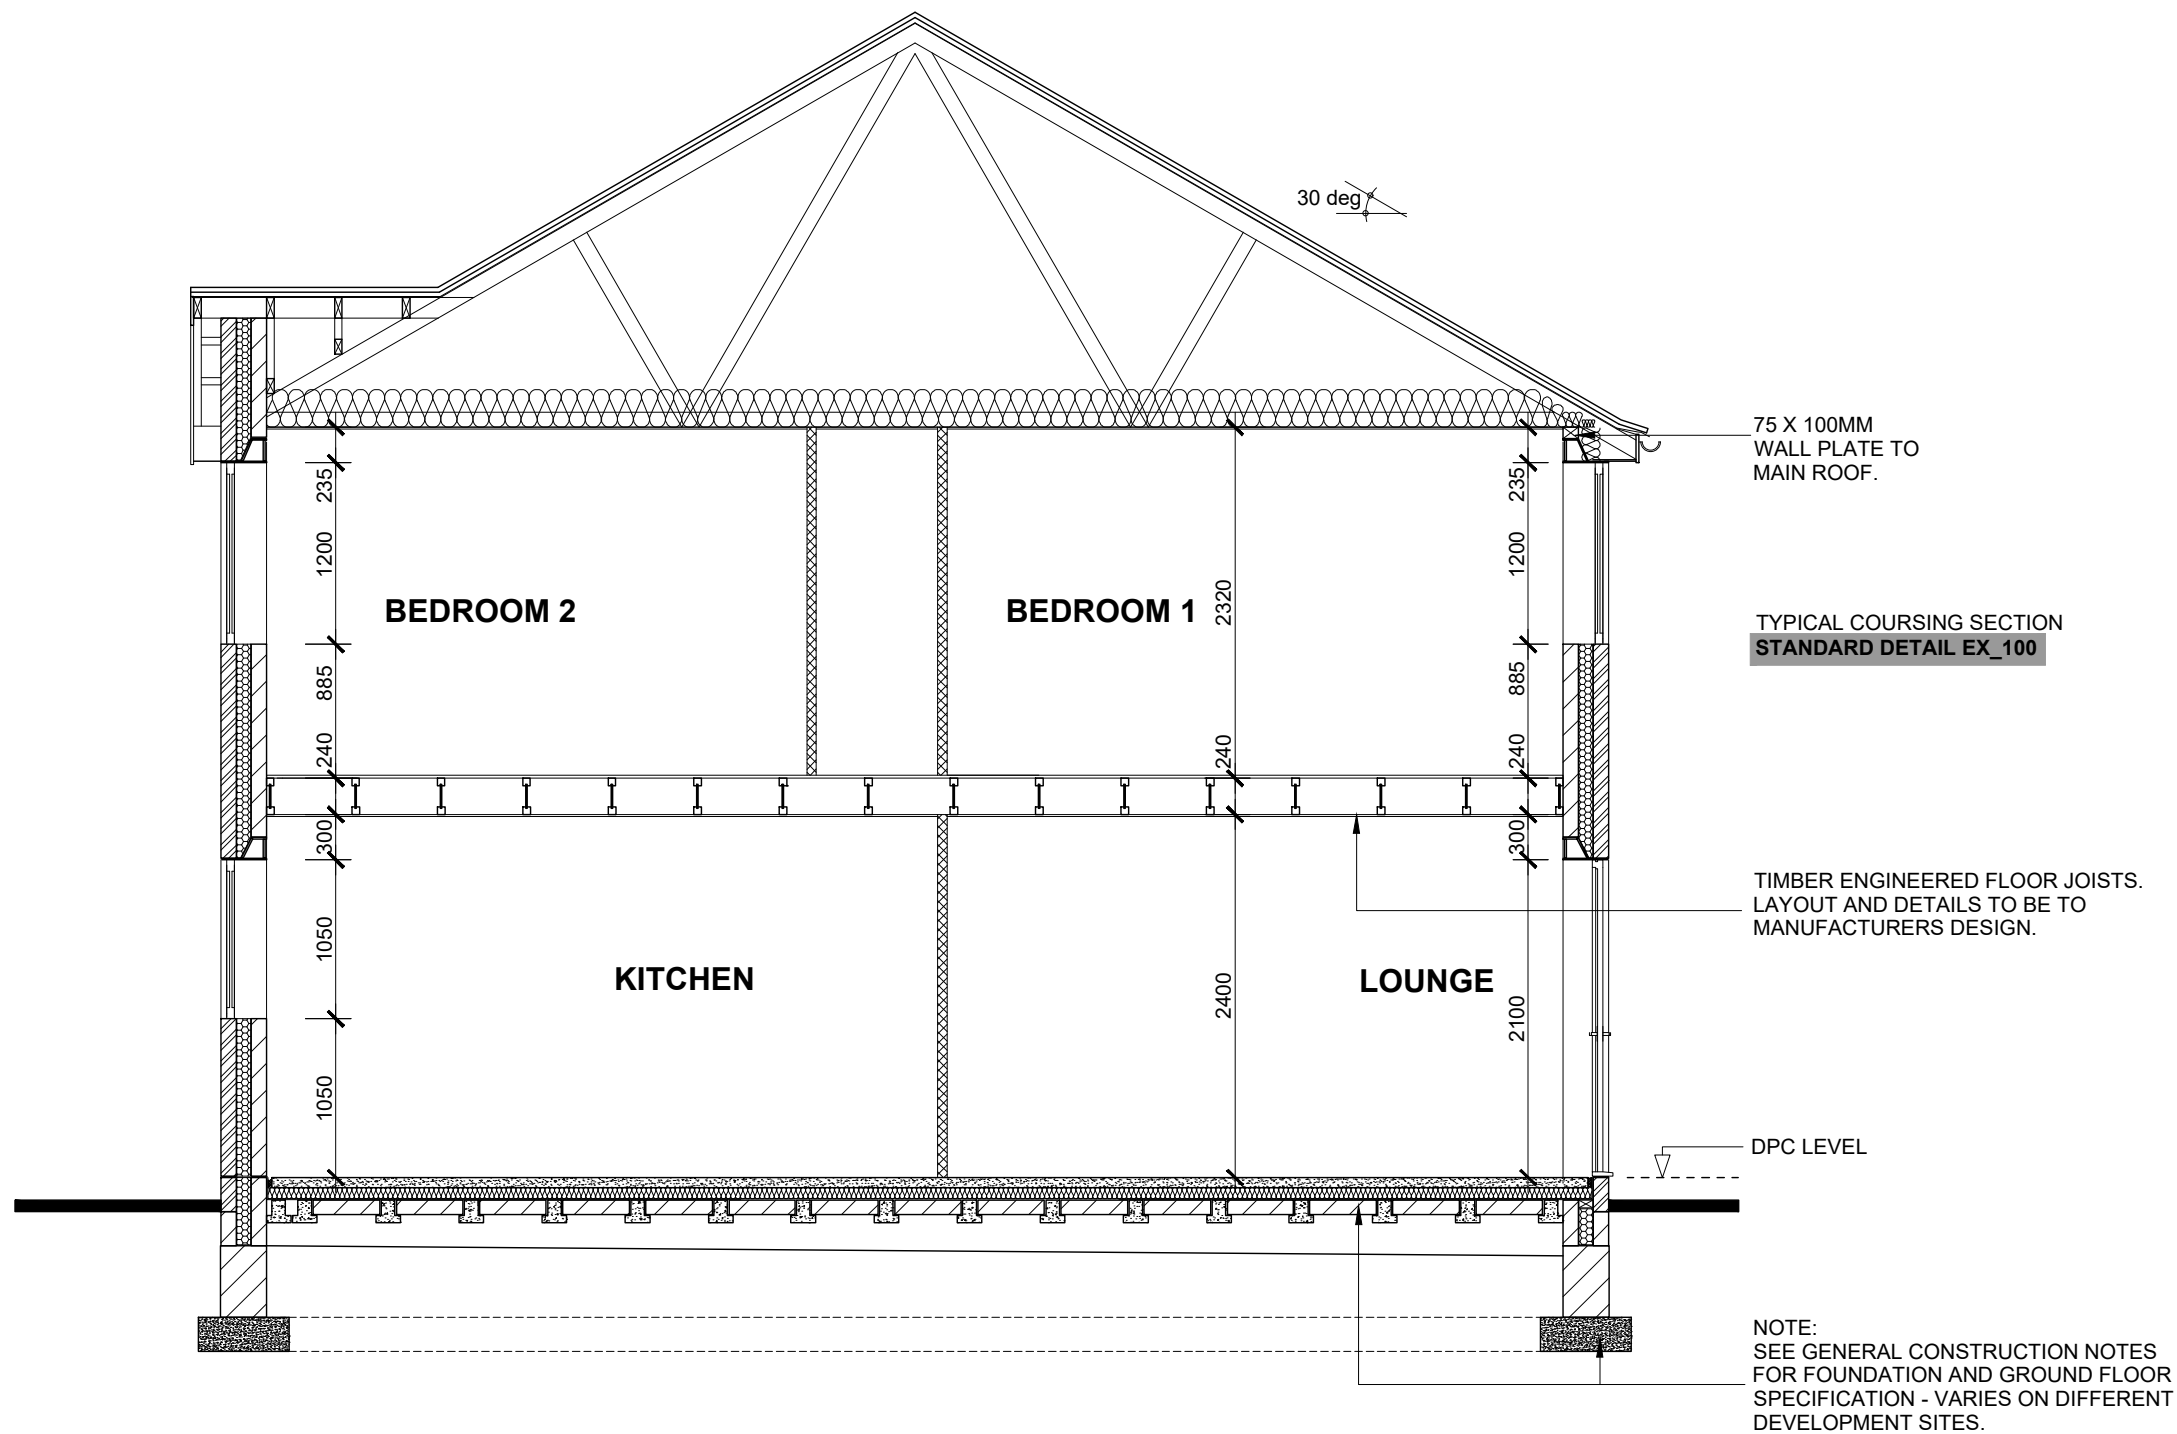 30 deg
75 X 100MM
WALL PLATE TO
MAIN ROOF.
235
235
1200
1200
BEDROOM 2
BEDROOM 1
2320
TYPICAL COURSING SECTION
STANDARD DETAIL EX_100
885
885
240
240
240
300
300
TIMBER ENGINEERED FLOOR JOISTS.
LAYOUT AND DETAILS TO BE TO
MANUFACTURERS DESIGN.
1050
KITCHEN
LOUNGE
2400
2100
1050
DPC LEVEL
NOTE:
SEE GENERAL CONSTRUCTION NOTES
FOR FOUNDATION AND GROUND FLOOR
SPECIFICATION - VARIES ON DIFFERENT
DEVELOPMENT SITES.